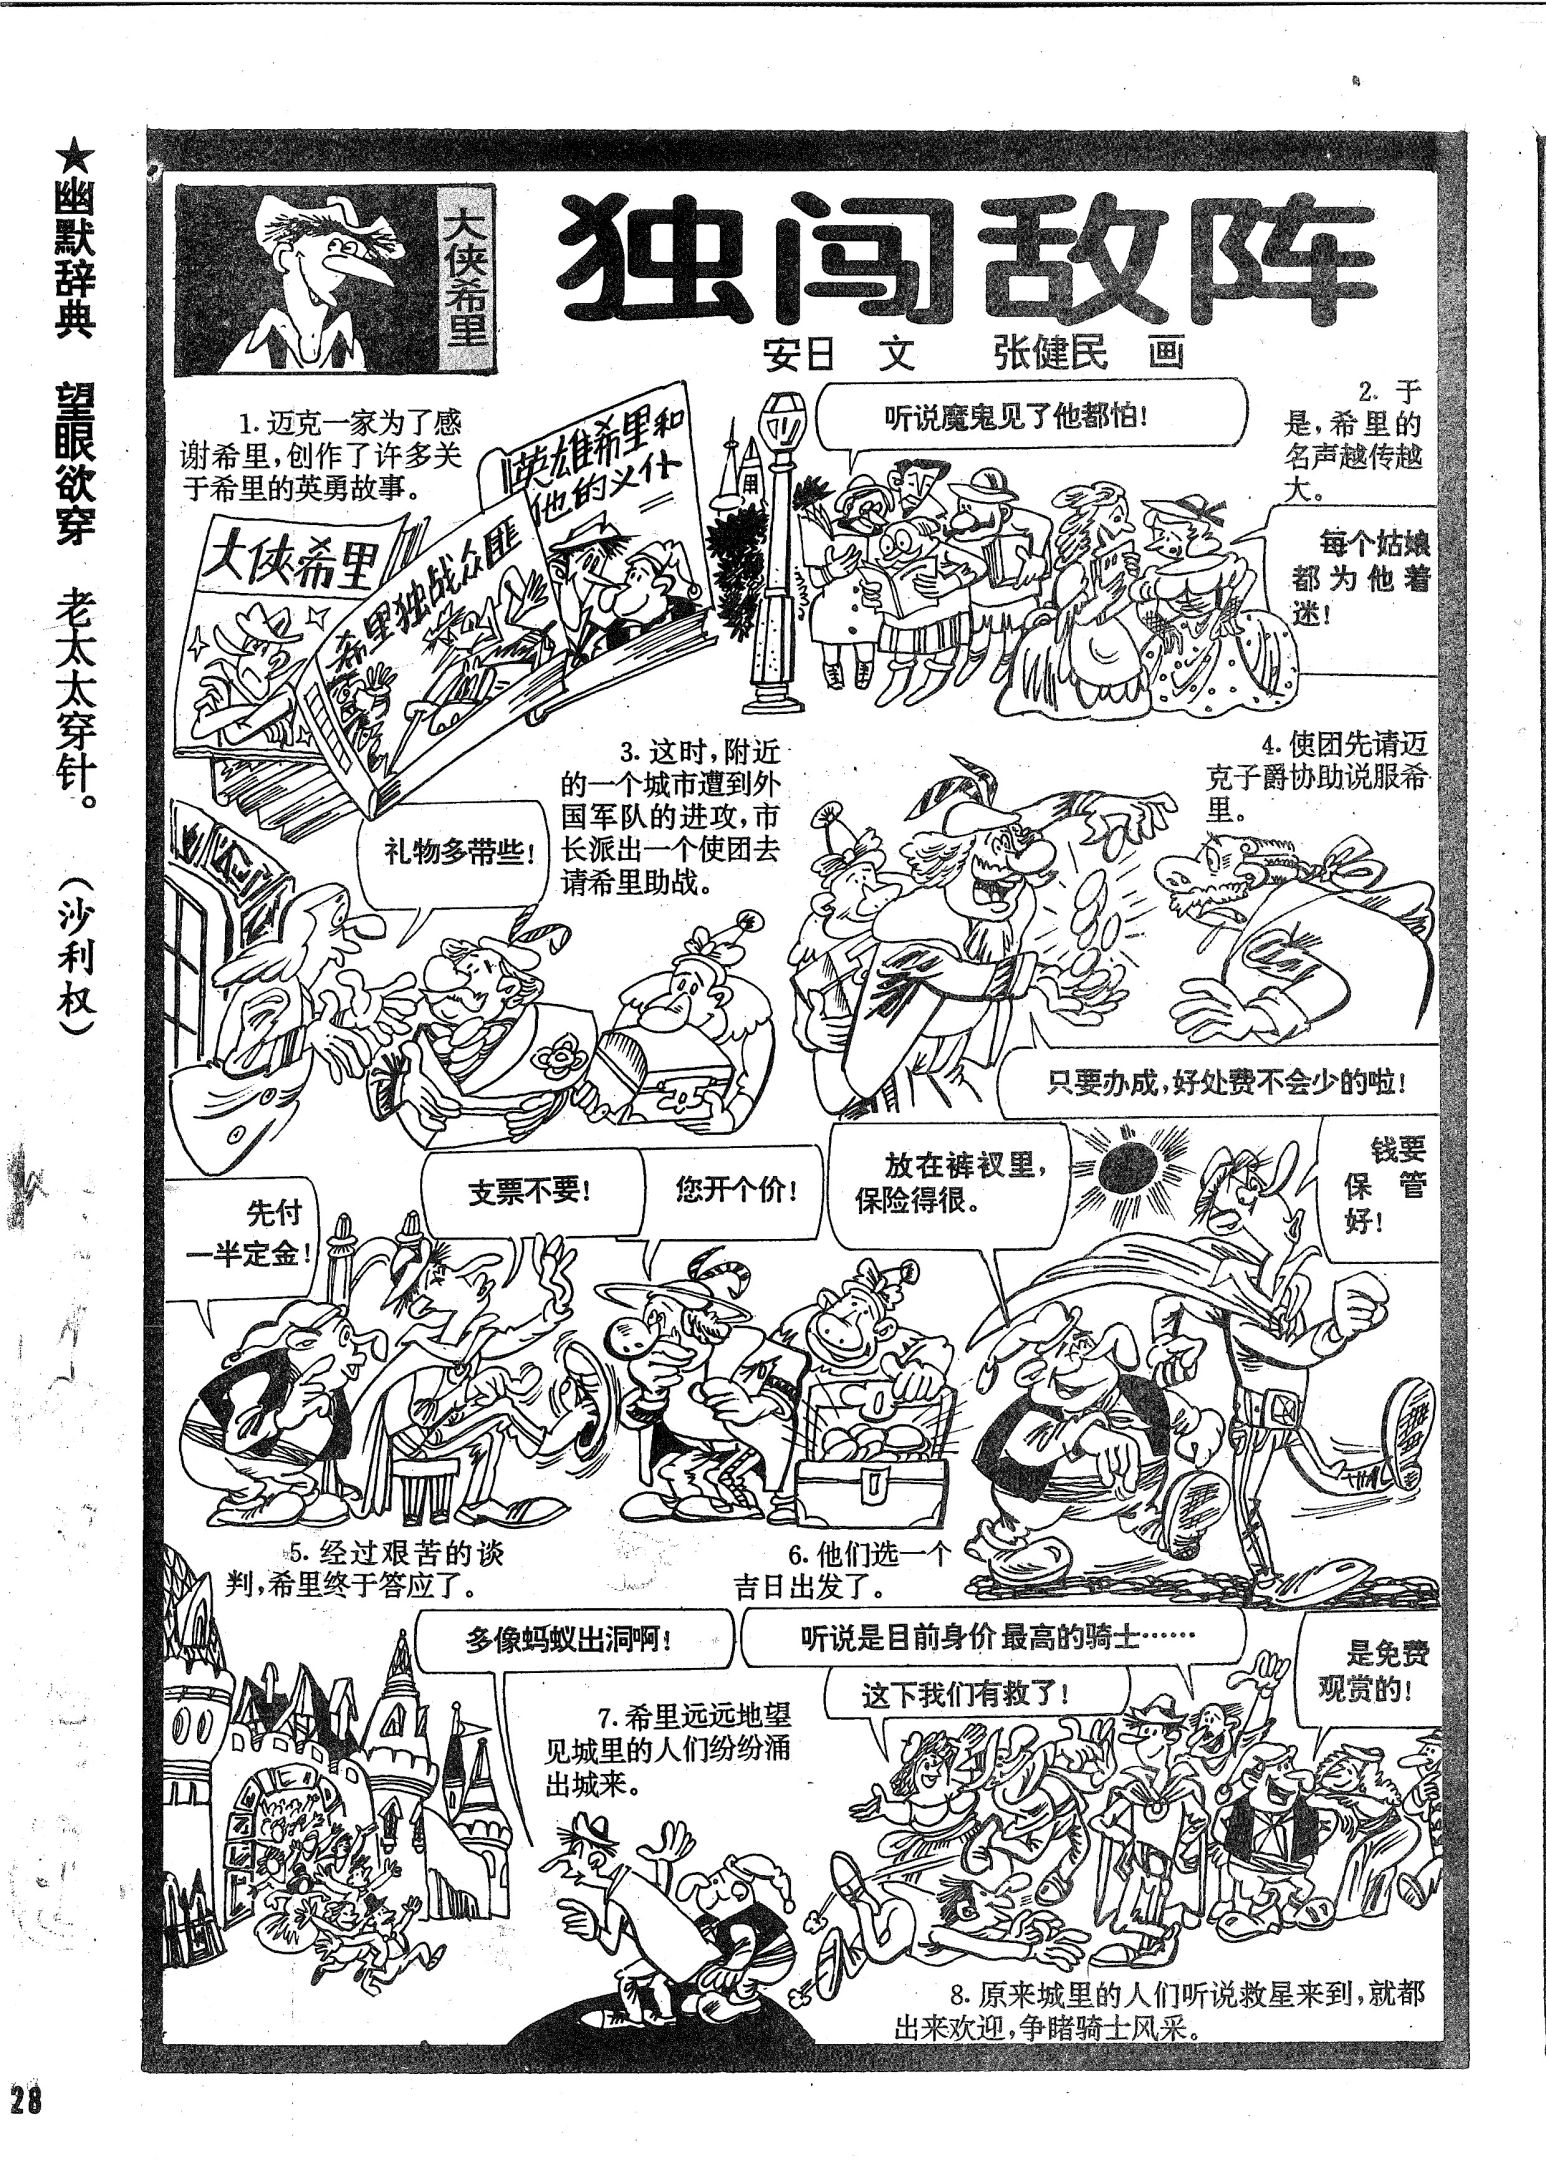 ★幽默辞典 望眼欲穿 老太太穿针。 （沙利权）
大侠希里
独闯敌阵
安日 文 张健民 画
1. 迈克一家为了感
谢希里，创作了许多关
于希里的英勇故事。
大侠希里
希里独战众匪
英雄希里和
他的义仆
听说魔鬼见了他都怕！
2. 于
是，希里的
名声越传越
大。
每个姑娘
都为他着
迷！
3. 这时，附近
的一个城市遭到外
国军队的进攻，市
长派出一个使团去
请希里助战。
礼物多带些！
4. 使团先请迈
克子爵协助说服希
里。
只要办成，好处费不会少的啦！
先付
一半定金！
支票不要！
您开个价！
5. 经过艰苦的谈
判，希里终于答应了。
放在裤衩里，
保险得很。
钱要
保管
好！
6. 他们选一个
吉日出发了。
多像蚂蚁出洞啊！
7. 希里远远地望
见城里的人们纷纷涌
出城来。
听说是目前身价最高的骑士……
这下我们有救了！
是免费
观赏的！
8. 原来城里的人们听说救星来到，就都
出来欢迎，争睹骑士风采。
28